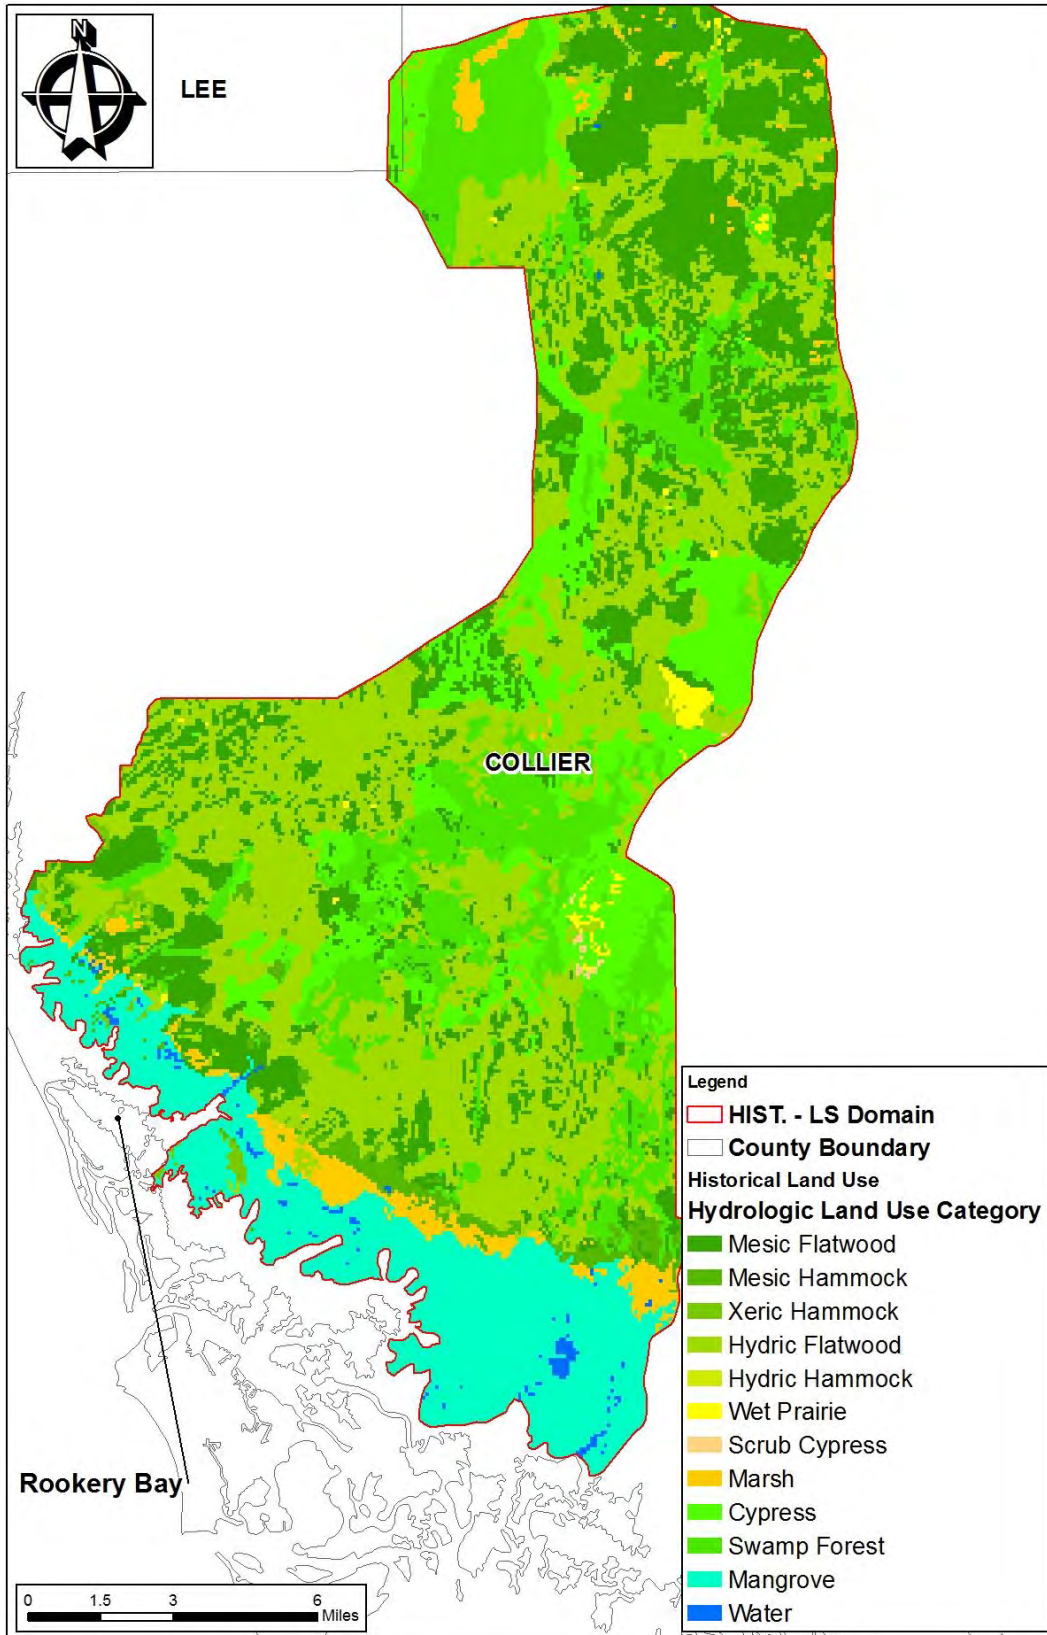 N
LEE
COLLIER
Legend
HIST. - LS Domain
County Boundary
Historical Land Use
Hydrologic Land Use Category
Mesic Flatwood
Mesic Hammock
Xeric Hammock
Hydric Flatwood
Hydric Hammock
Wet Prairie
Scrub Cypress
Marsh
Cypress
Swamp Forest
Mangrove
Water
Rookery Bay
0 1.5 3 6
Miles